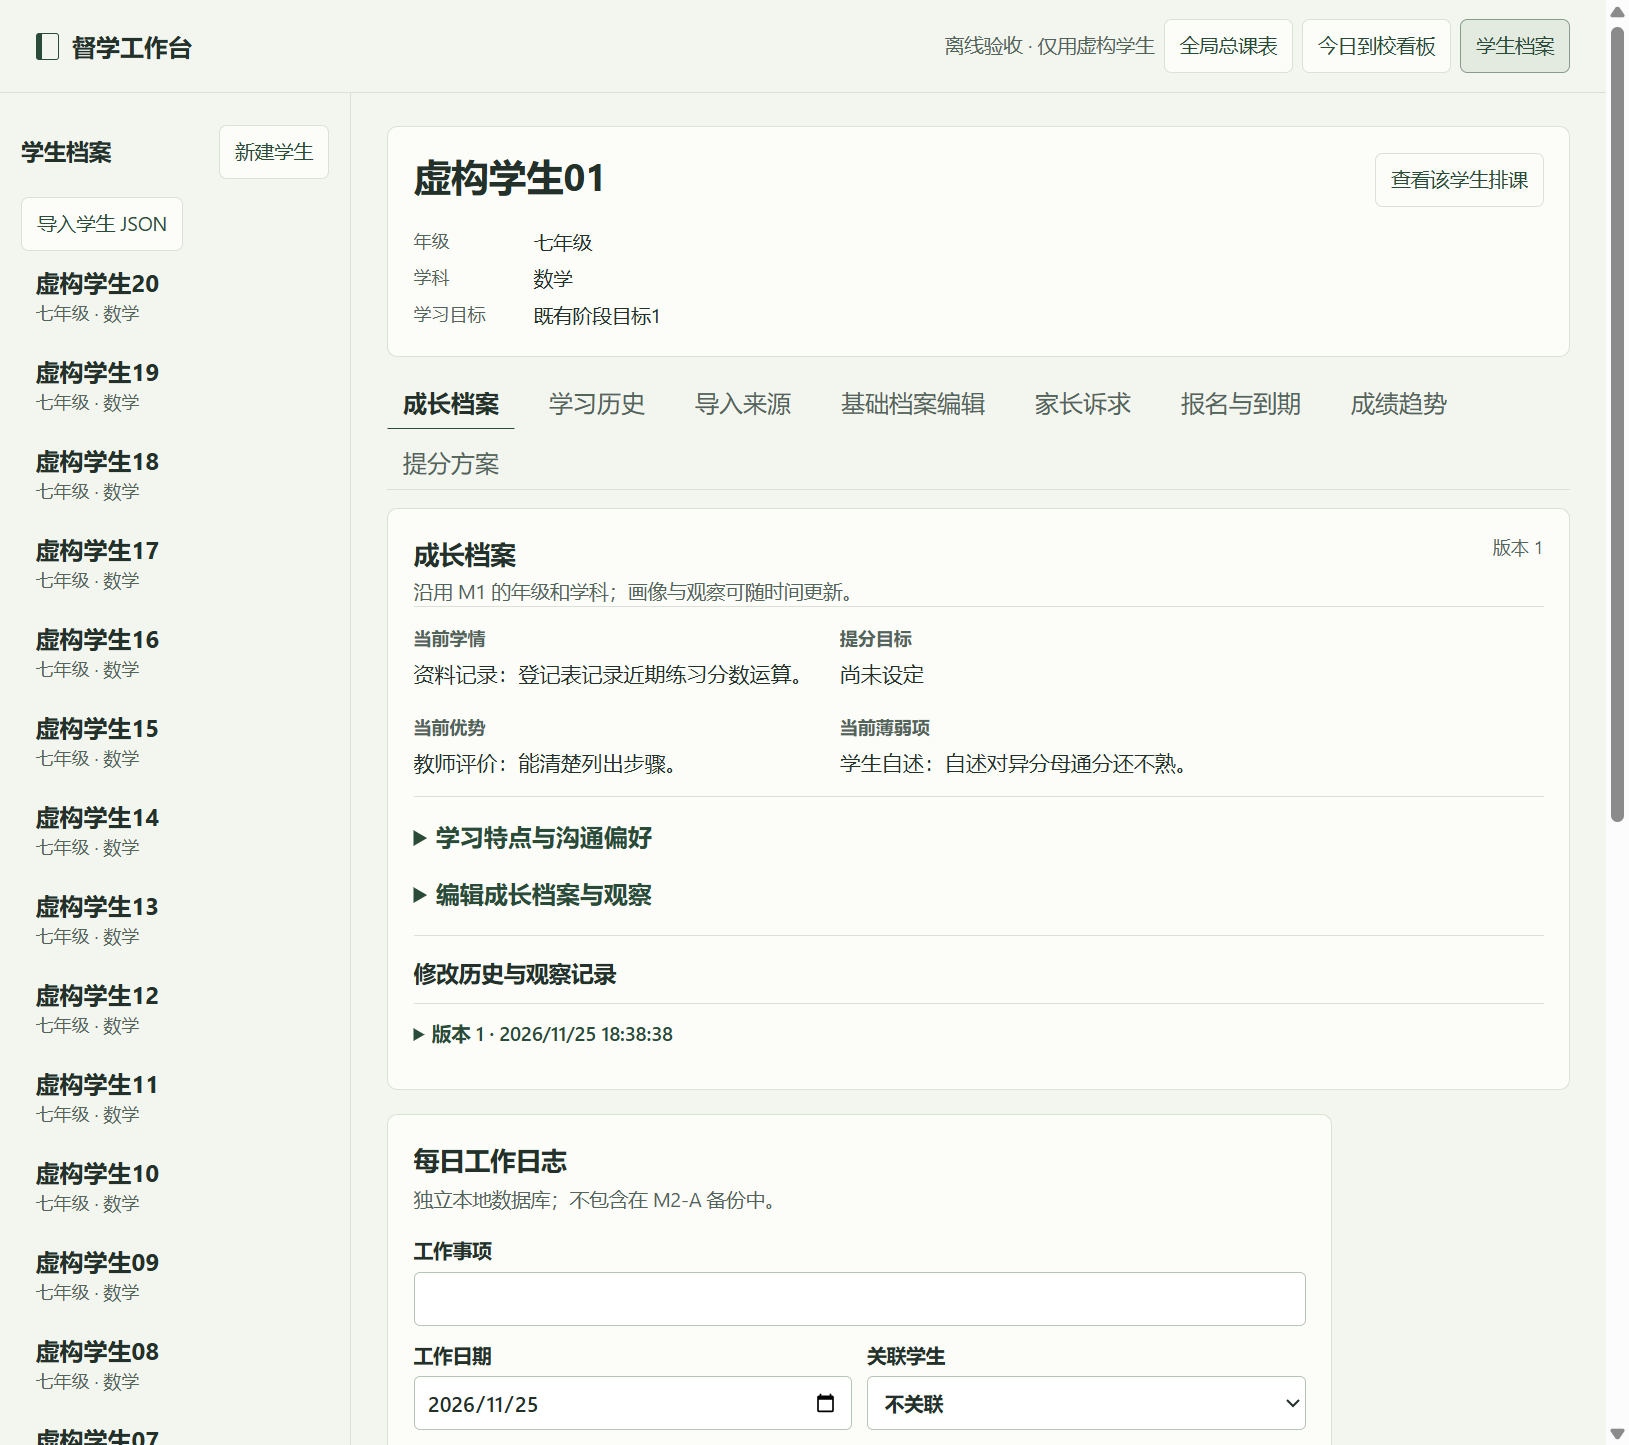 督学工作台
离线验收 · 仅用虚构学生
全局总课表
今日到校看板
学生档案
学生档案
新建学生
导入学生 JSON
虚构学生20
七年级 · 数学
虚构学生19
七年级 · 数学
虚构学生18
七年级 · 数学
虚构学生17
七年级 · 数学
虚构学生16
七年级 · 数学
虚构学生15
七年级 · 数学
虚构学生14
七年级 · 数学
虚构学生13
七年级 · 数学
虚构学生12
七年级 · 数学
虚构学生11
七年级 · 数学
虚构学生10
七年级 · 数学
虚构学生09
七年级 · 数学
虚构学生08
七年级 · 数学
虚构学生07
虚构学生01
查看该学生排课
年级 七年级
学科 数学
学习目标 既有阶段目标1
成长档案 学习历史 导入来源 基础档案编辑 家长诉求 报名与到期 成绩趋势
提分方案
成长档案
版本 1
沿用 M1 的年级和学科；画像与观察可随时间更新。
当前学情
资料记录：登记表记录近期练习分数运算。
提分目标
尚未设定
当前优势
教师评价：能清楚列出步骤。
当前薄弱项
学生自述：自述对异分母通分还不熟。
学习特点与沟通偏好
编辑成长档案与观察
修改历史与观察记录
版本 1 · 2026/11/25 18:38:38
每日工作日志
独立本地数据库；不包含在 M2-A 备份中。
工作事项
工作日期
2026/11/25
关联学生
不关联